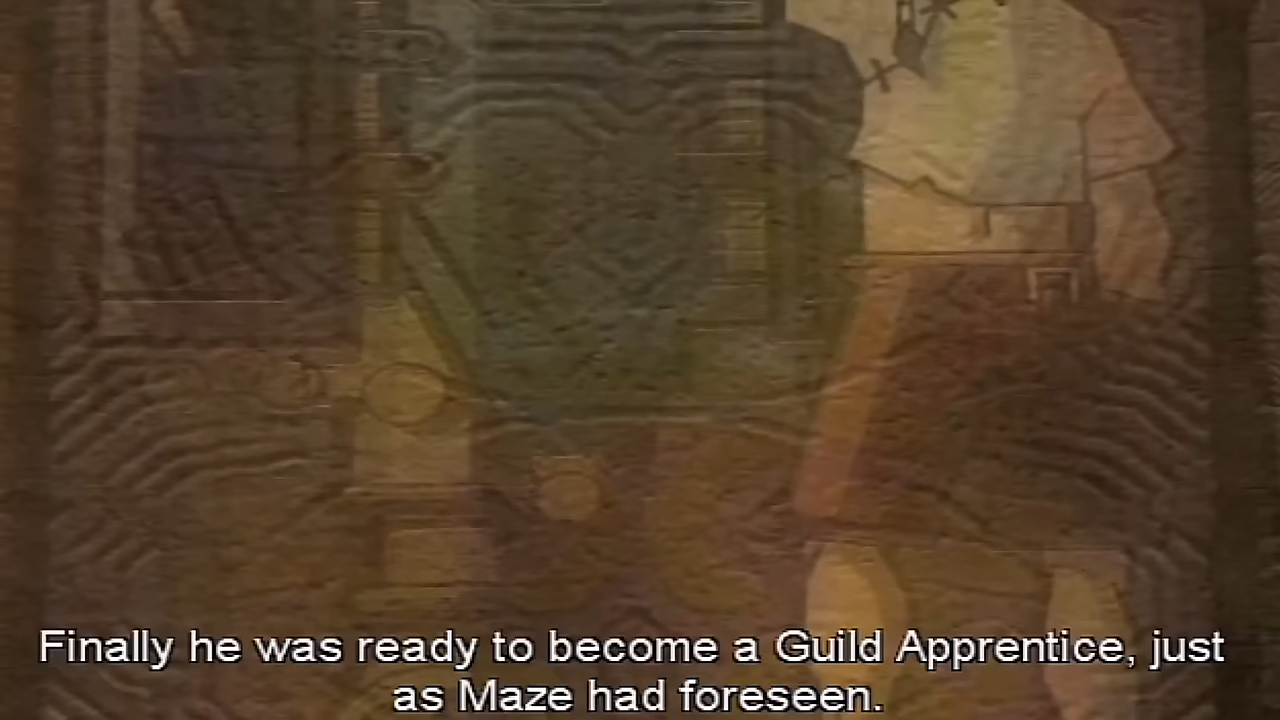 Finally he was ready to become a Guild Apprentice, just
as Maze had foreseen.